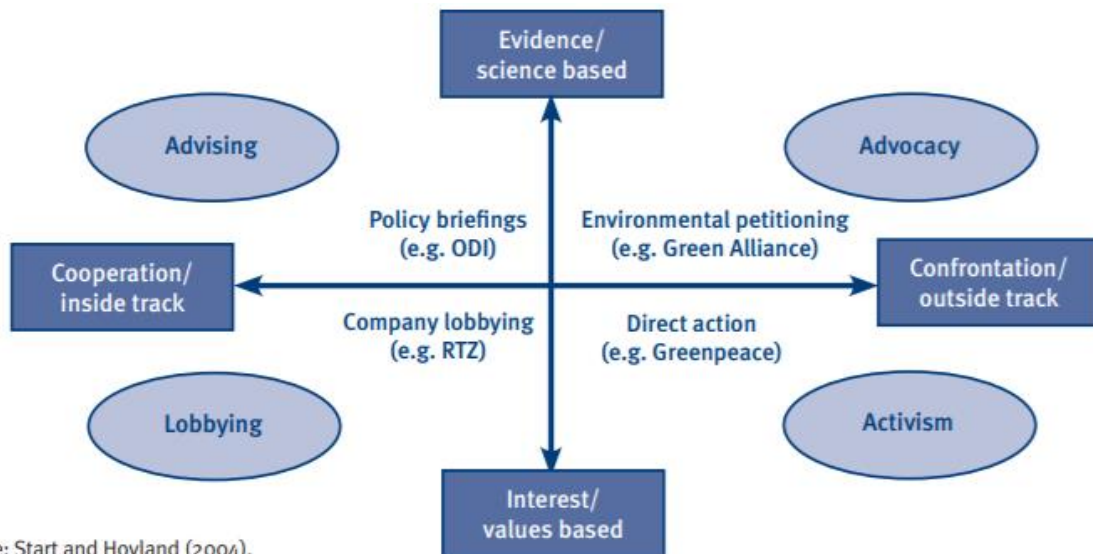 Evidence/
science based
Advising
Advocacy
Policy briefings
(e.g. ODI)
Environmental petitioning
(e.g. Green Alliance)
Cooperation/
inside track
Confrontation/
outside track
Company lobbying
(e.g. RTZ)
Direct action
(e.g. Greenpeace)
Lobbying
Activism
Interest/
values based
e: Start and Hovland (2004).